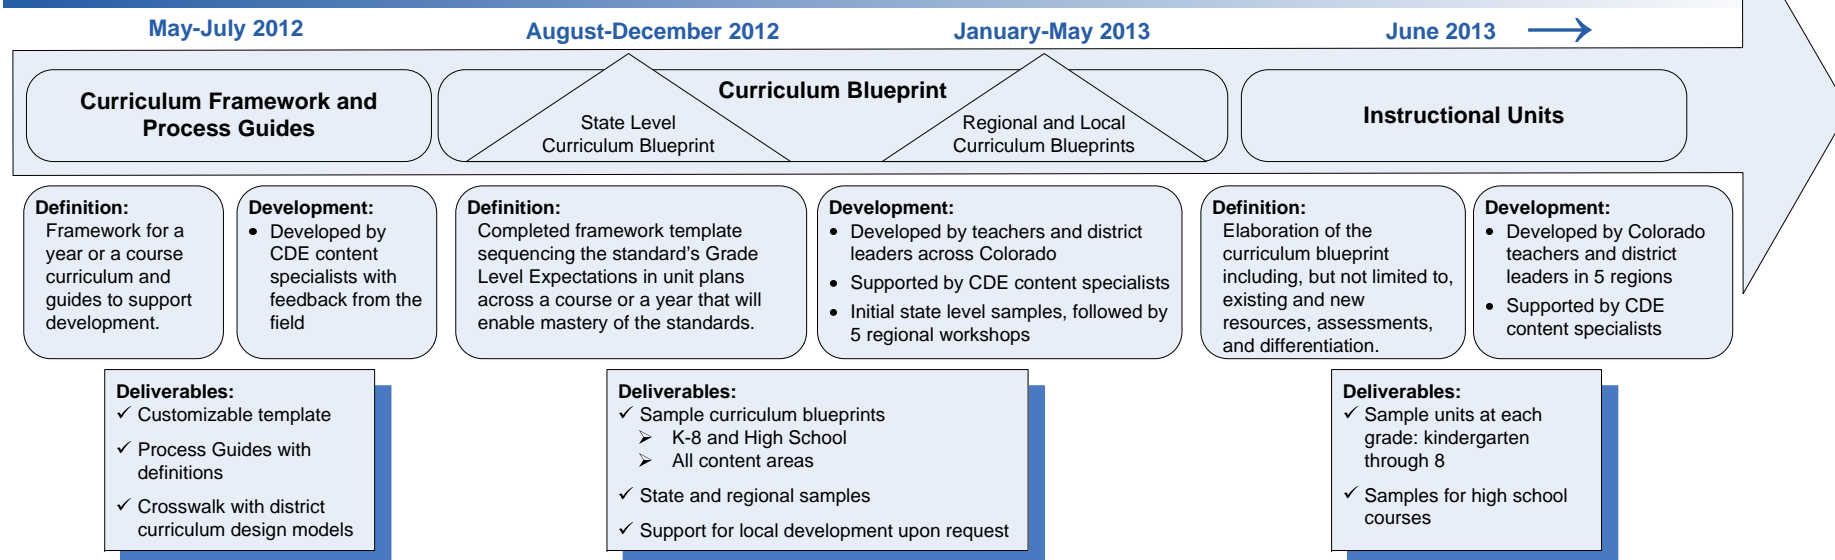 May-July 2012
August-December 2012
January-May 2013
June 2013
Curriculum Framework and
Process Guides
Curriculum Blueprint
State Level
Curriculum Blueprint
Regional and Local
Curriculum Blueprints
Instructional Units
Definition:
Framework for a
year or a course
curriculum and
guides to support
development.
Development:
• Developed by
CDE content
specialists with
feedback from the
field
Definition:
Completed framework template
sequencing the standard's Grade
Level Expectations in unit plans
across a course or a year that will
enable mastery of the standards.
Development:
• Developed by teachers and district
leaders across Colorado
• Supported by CDE content specialists
• Initial state level samples, followed by
5 regional workshops
Definition:
Elaboration of the
curriculum blueprint
including, but not limited to,
existing and new
resources, assessments,
and differentiation.
Development:
• Developed by Colorado
teachers and district
leaders in 5 regions
• Supported by CDE
content specialists
Deliverables:
✓ Customizable template
✓ Process Guides with
definitions
✓ Crosswalk with district
curriculum design models
Deliverables:
✓ Sample curriculum blueprints
➢ K-8 and High School
➢ All content areas
✓ State and regional samples
✓ Support for local development upon request
Deliverables:
✓ Sample units at each
grade: kindergarten
through 8
✓ Samples for high school
courses